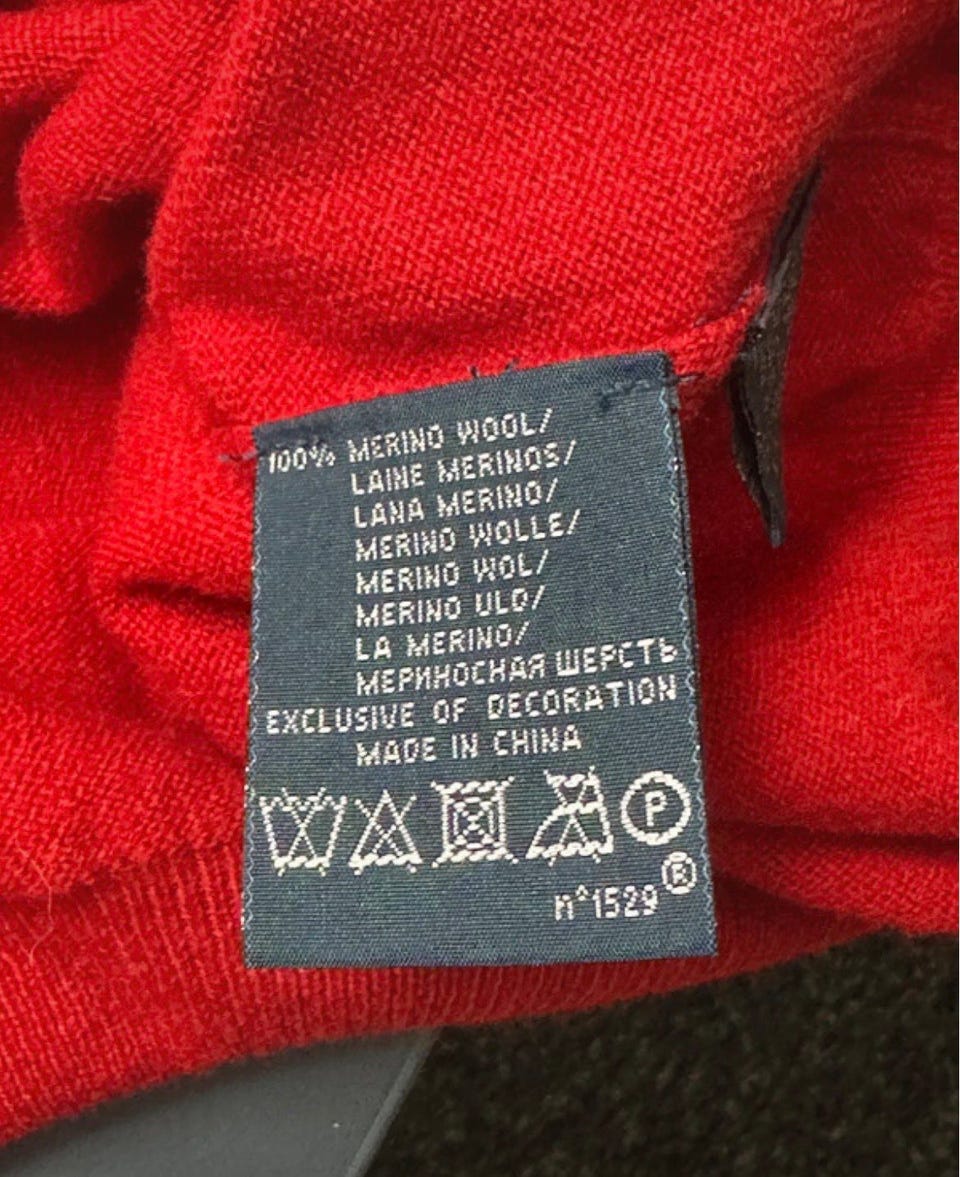 100% MERINO WOOL/
LAINE MERINOS/
LANA MERINO/
MERINO WOLLE/
MERINO WOL/
MERINO ULD/
LA MERINO/
МЕРИНОСНАЯ ШЕРСТЬ
EXCLUSIVE OF DECORATION
MADE IN CHINA
P
n°1529 ®